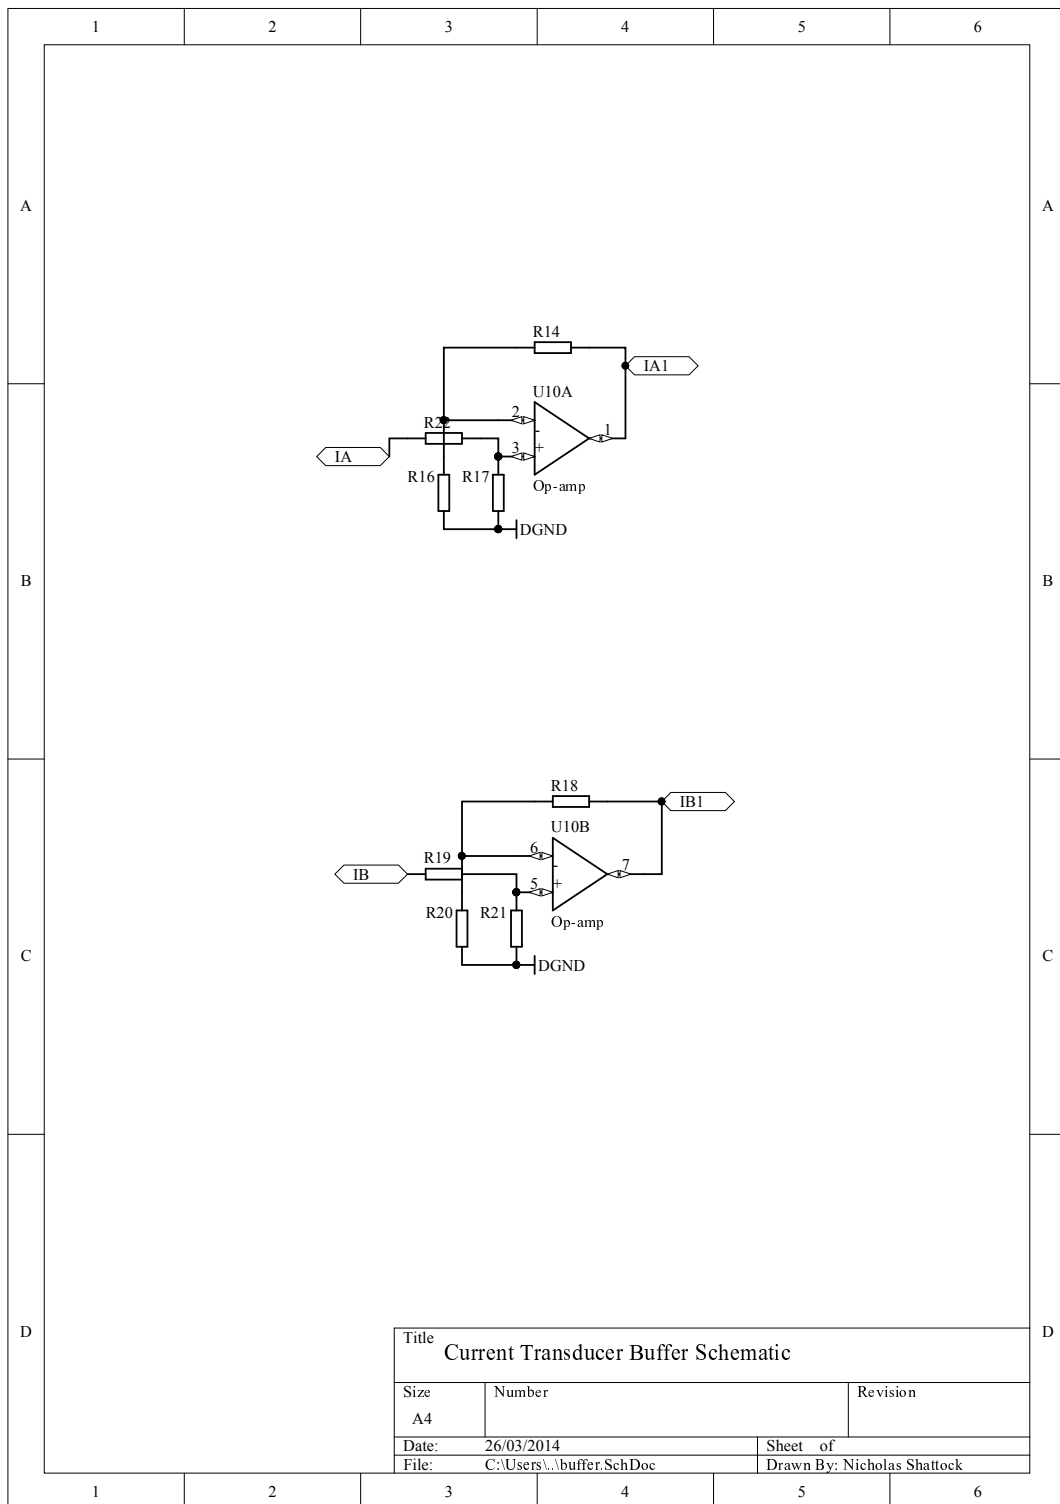 1 2 3 4 5 6
A A
R14
IA1
U10A
2
R22 1
- 
3 +
IA
R16 R17
Op-amp
DGND
B B
R18
IB1
U10B
6
R19 7
-
IB
5 +
R20 R21
Op-amp
C DGND C
D D
Title
Current Transducer Buffer Schematic
Size Number Revision
A4
Date: 26/03/2014 Sheet of
File: C:\Users\..\buffer.SchDoc Drawn By: Nicholas Shattock
1 2 3 4 5 6